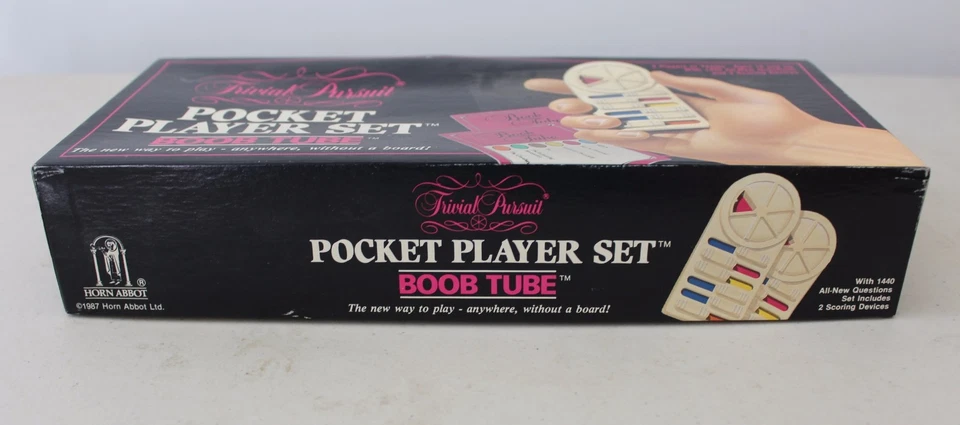 Trivial Pursuit®
POCKET
PLAYER SET™
BOOB TUBE™
The new way to play - anywhere, without a board!
Trivial Pursuit®
POCKET PLAYER SET™
BOOB TUBE™
The new way to play - anywhere, without a board!
HORN ABBOT®
©1987 Horn Abbot Ltd.
With 1440
All-New Questions
Set Includes
2 Scoring Devices